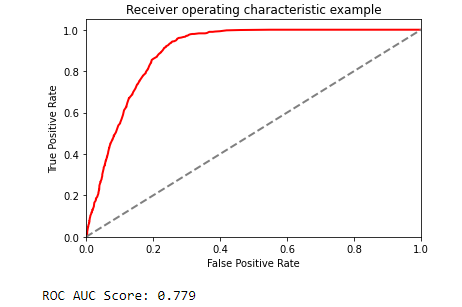 Receiver operating characteristic example
1.0
0.8
0.6
0.4
0.2
0.0
True Positive Rate
0.0 0.2 0.4 0.6 0.8 1.0
False Positive Rate
ROC AUC Score: 0.779